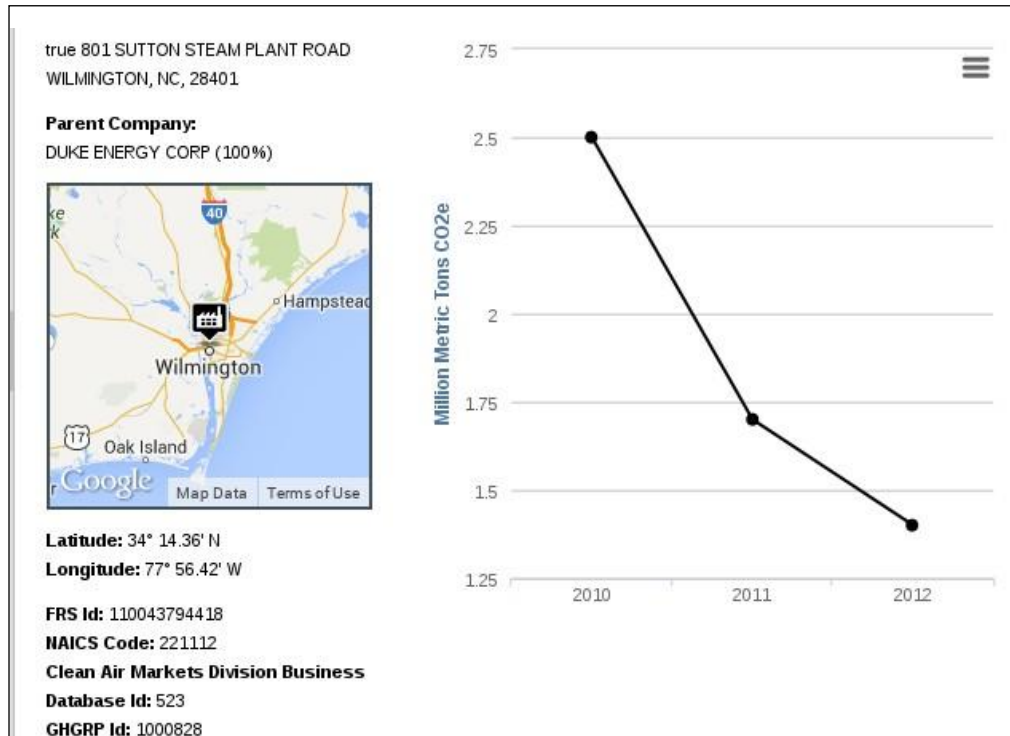 true 801 SUTTON STEAM PLANT ROAD
WILMINGTON, NC, 28401
Parent Company:
DUKE ENERGY CORP (100%)
40
Hampstead
Wilmington
17
Oak Island
Google
Map Data
Terms of Use
Latitude: 34° 14.36' N
Longitude: 77° 56.42' W
FRS Id: 110043794418
NAICS Code: 221112
Clean Air Markets Division Business
Database Id: 523
GHGRP Id: 1000828
Million Metric Tons CO2e
2.75
2.5
2.25
2
1.75
1.5
1.25
2010
2011
2012